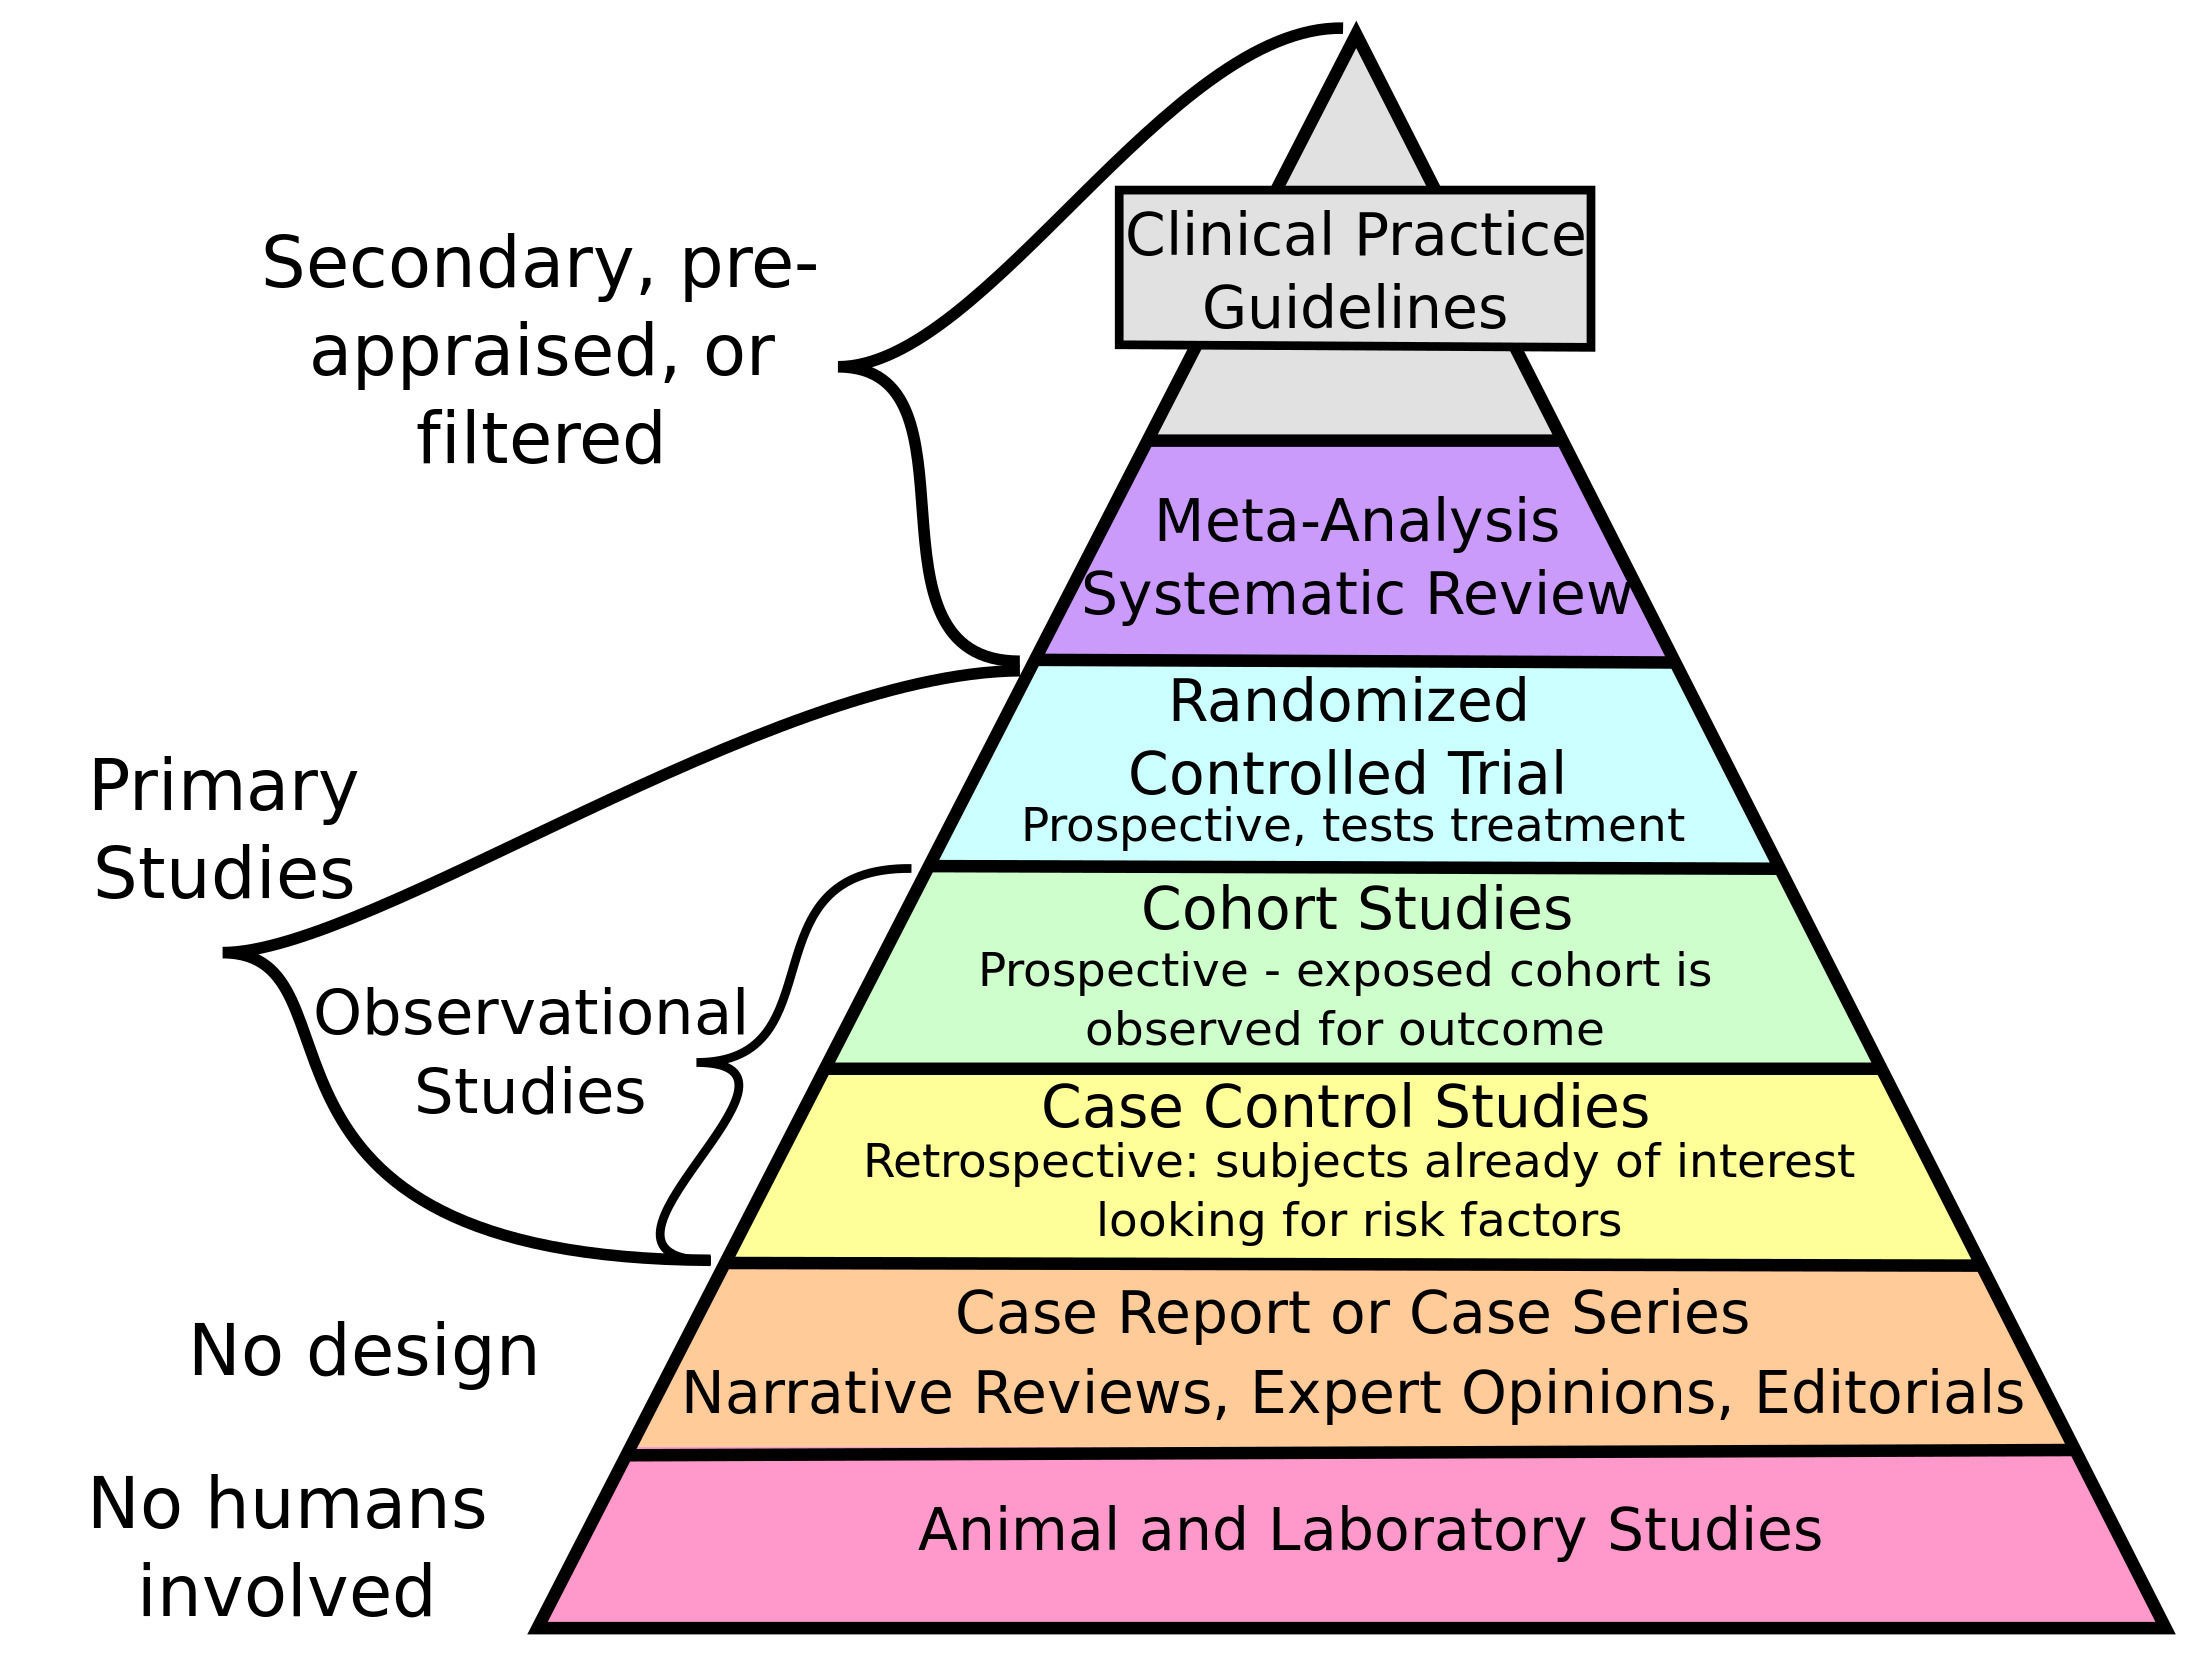 Clinical Practice
Guidelines
Secondary, pre-
appraised, or
filtered
Meta-Analysis
Systematic Review
Randomized
Controlled Trial
Prospective, tests treatment
Primary
Studies
Cohort Studies
Prospective - exposed cohort is
observed for outcome
Observational
Studies
Case Control Studies
Retrospective: subjects already of interest
looking for risk factors
No design
Case Report or Case Series
Narrative Reviews, Expert Opinions, Editorials
No humans
involved
Animal and Laboratory Studies